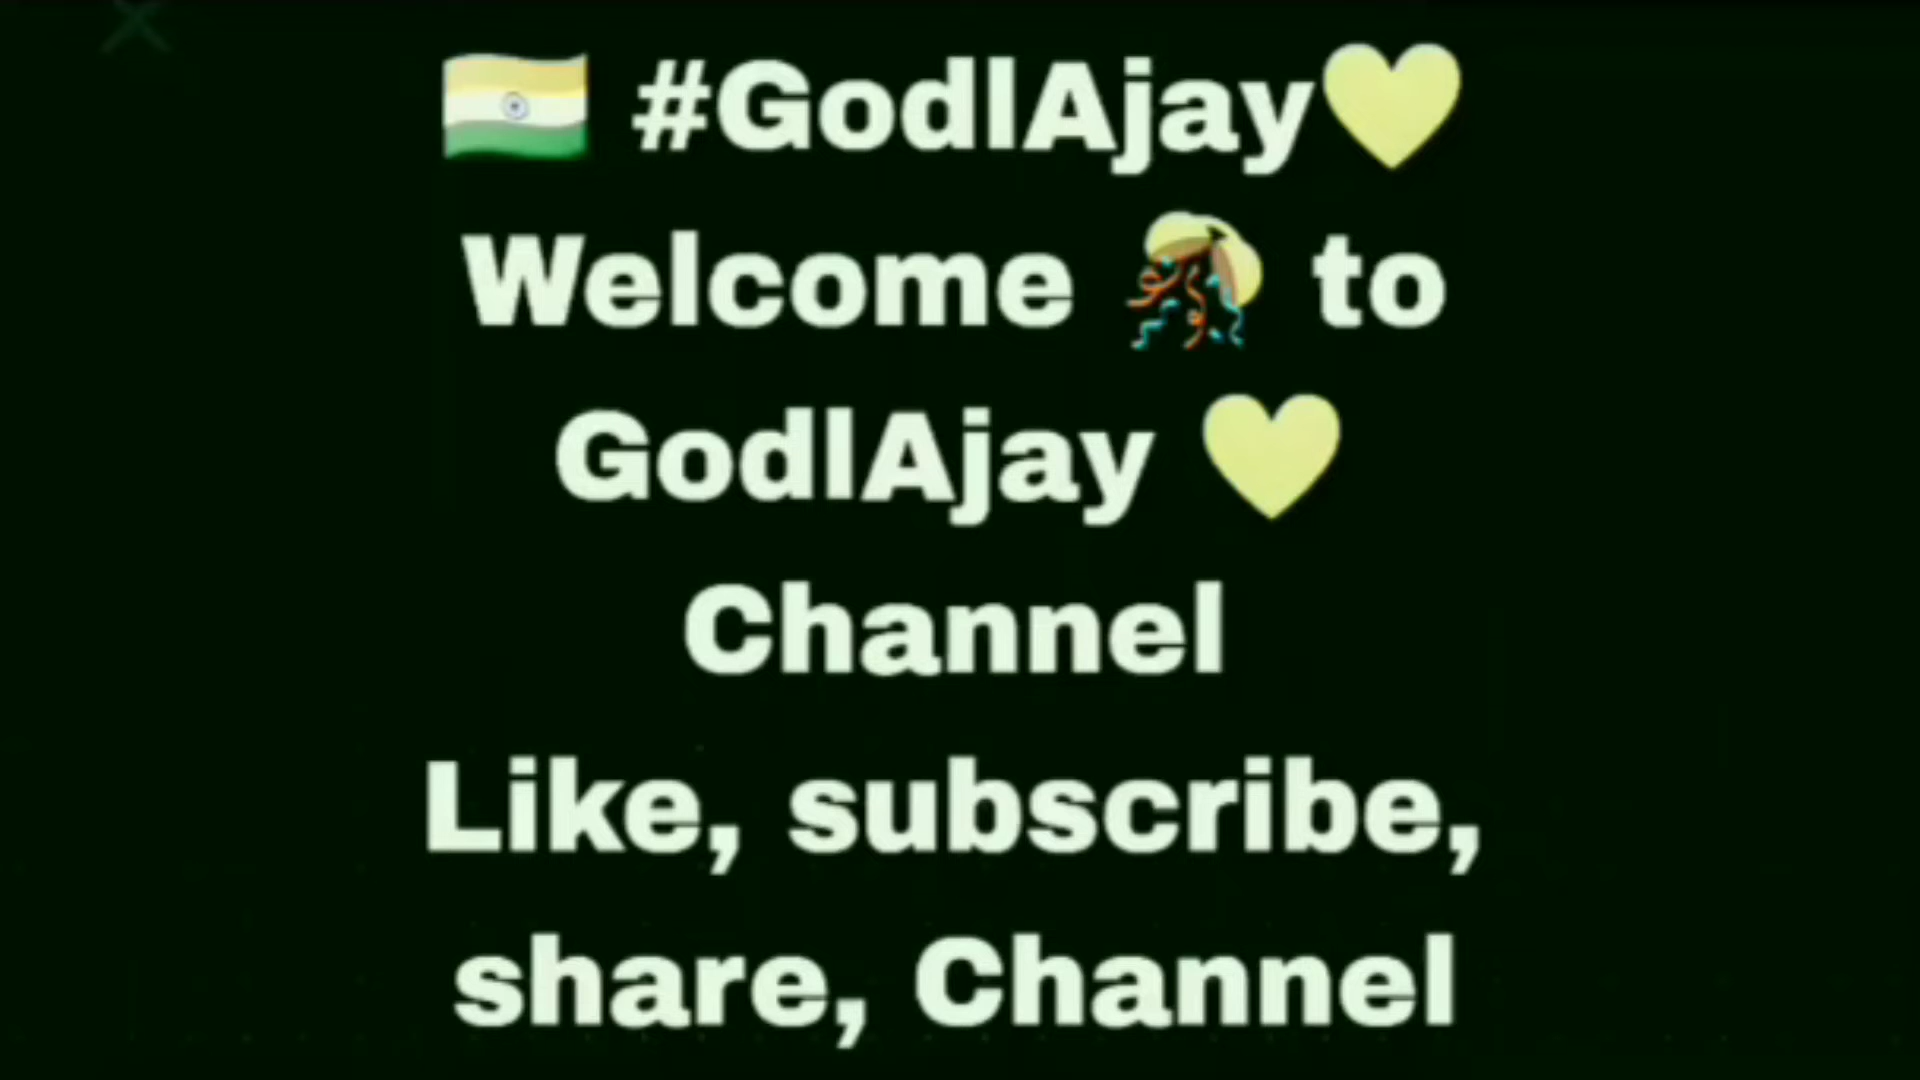 🇮🇳 #GodlAjay💛
Welcome 🎊 to
GodlAjay 💛
Channel
Like, subscribe,
share, Channel